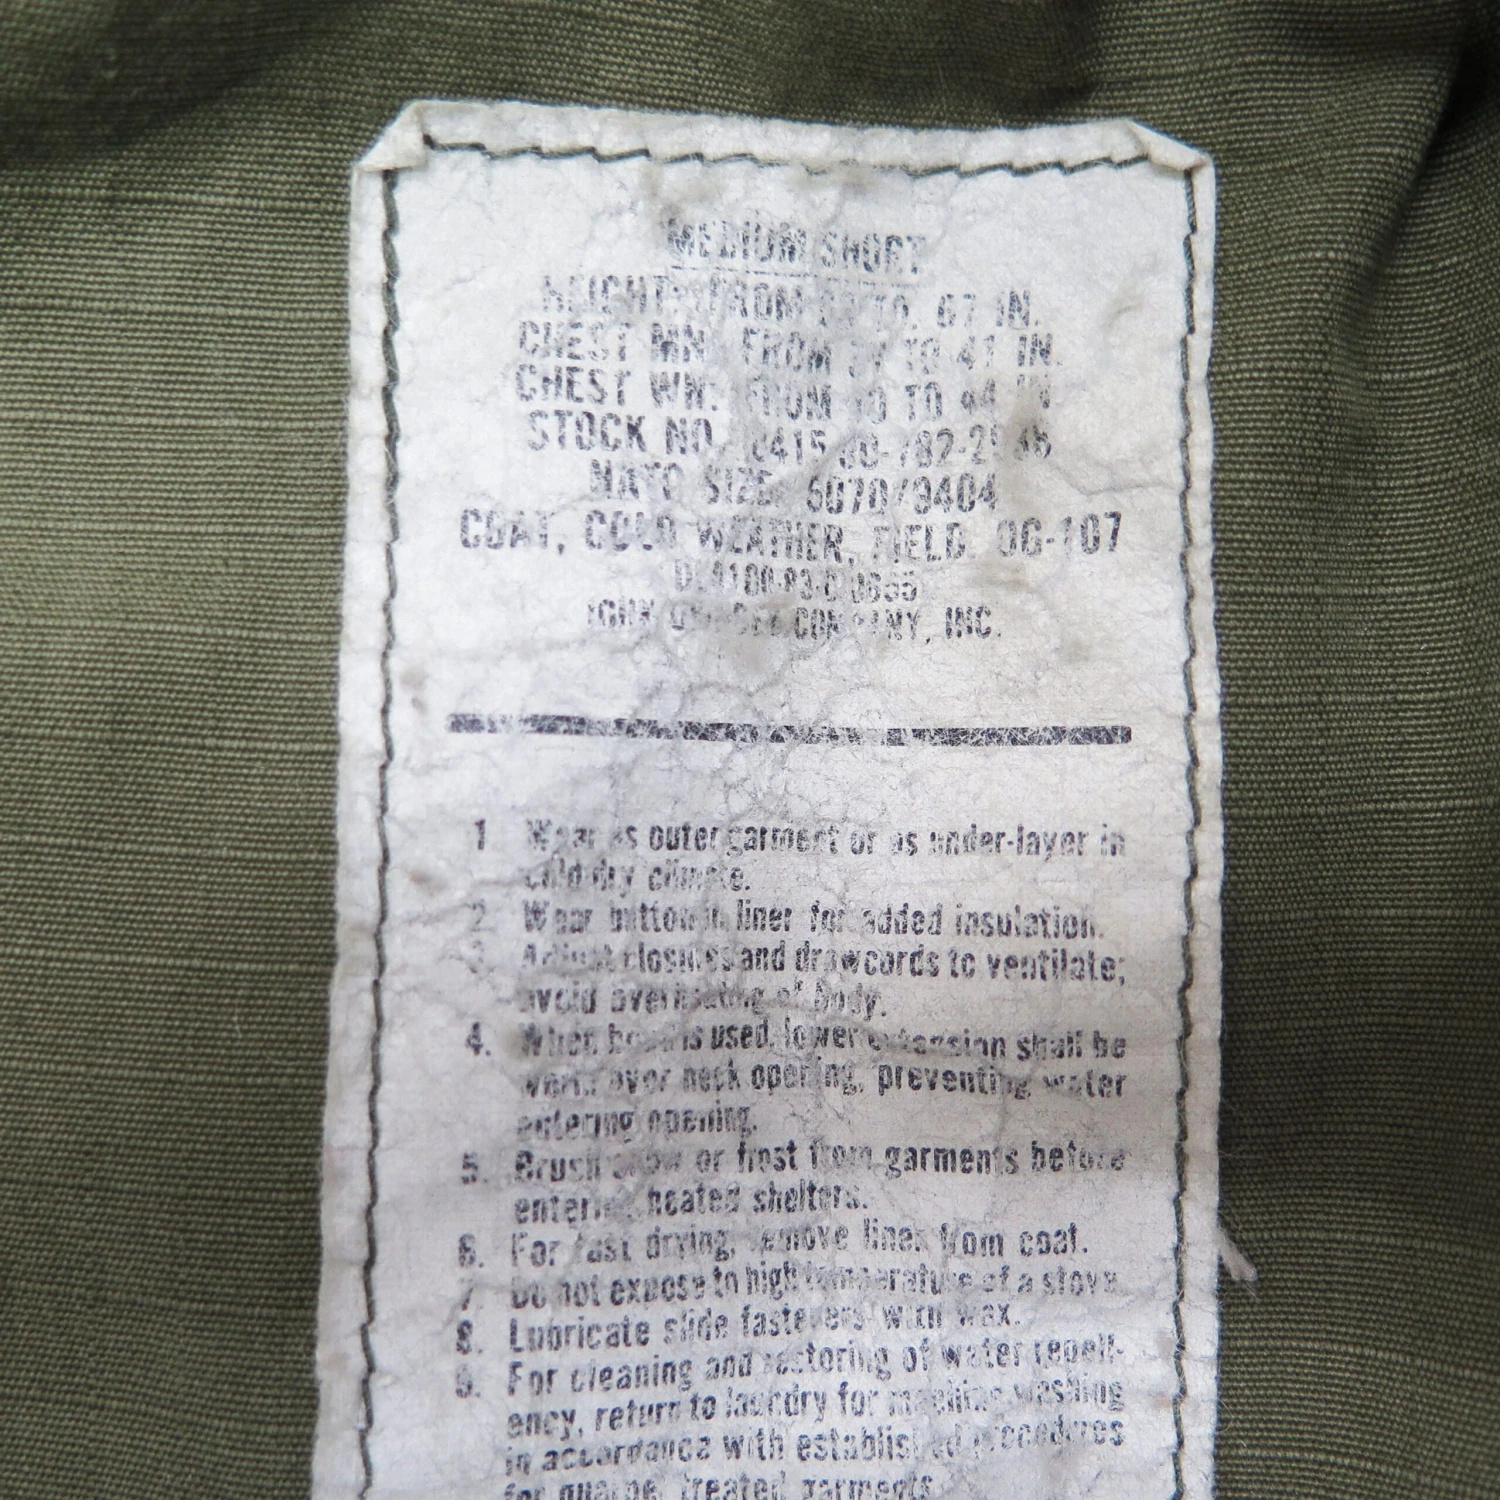 MEDIUM SHORT
HEIGHT: FROM TO 67 IN.
CHEST MN: FROM TO 41 IN.
CHEST WN: FROM TO 44 IN
STOCK NO.
NATO SIZE: 6070/9404
COAT, COLD WEATHER, FIELD OG-107
COMPANY, INC.
1 Wear as outer garment or as under-layer in
cold dry climate.
2. Wear button in liner for added insulation.
3. Adjust closures and drawcords to ventilate;
avoid overheating of body.
4. When hood is used, lower extension shall be
worn over neck opening, preventing water
entering opening.
5. Brush snow or frost from garments before
entering heated shelters.
6. For fast drying, remove liner from coat.
7. Do not expose to high temperature of a stove.
8. Lubricate slide fasteners with wax.
9. For cleaning and restoring of water repell-
ency, return to laundry for machine washing
in accordance with established procedures
for quarpel treated garments.